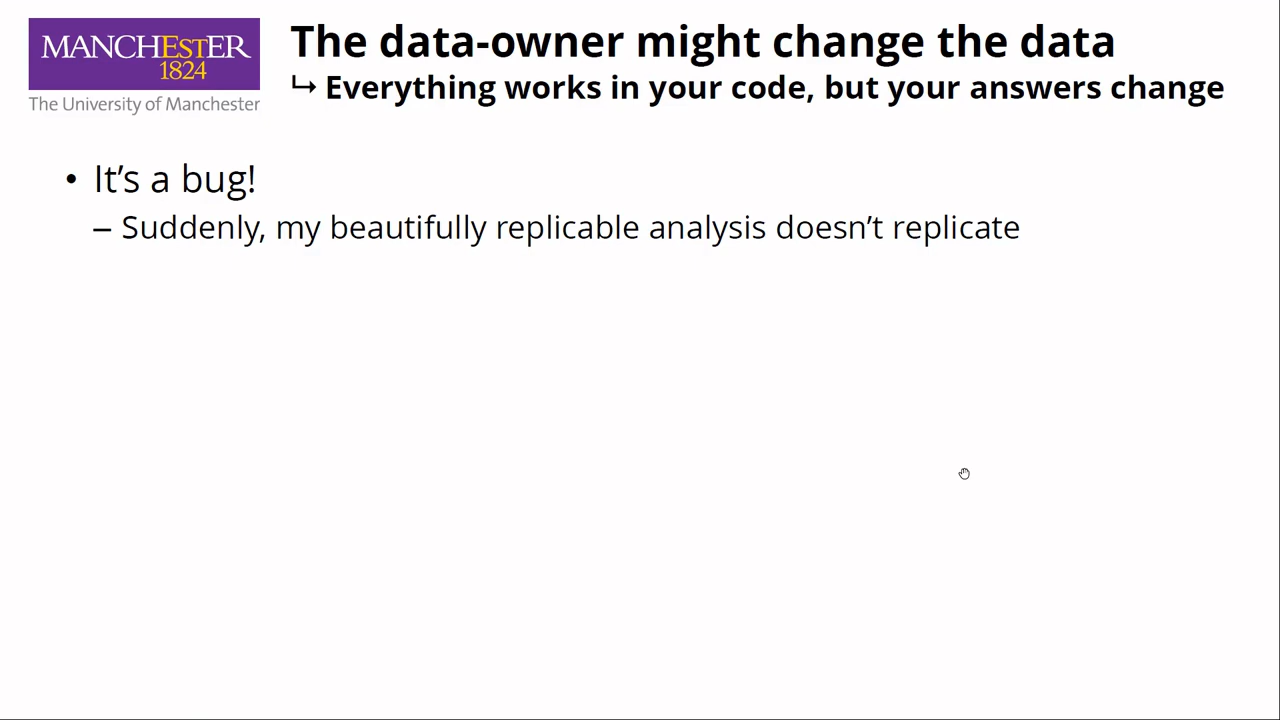 MANCHESTER
1824
The University of Manchester
The data-owner might change the data
↳ Everything works in your code, but your answers change
• It’s a bug!
– Suddenly, my beautifully replicable analysis doesn’t replicate